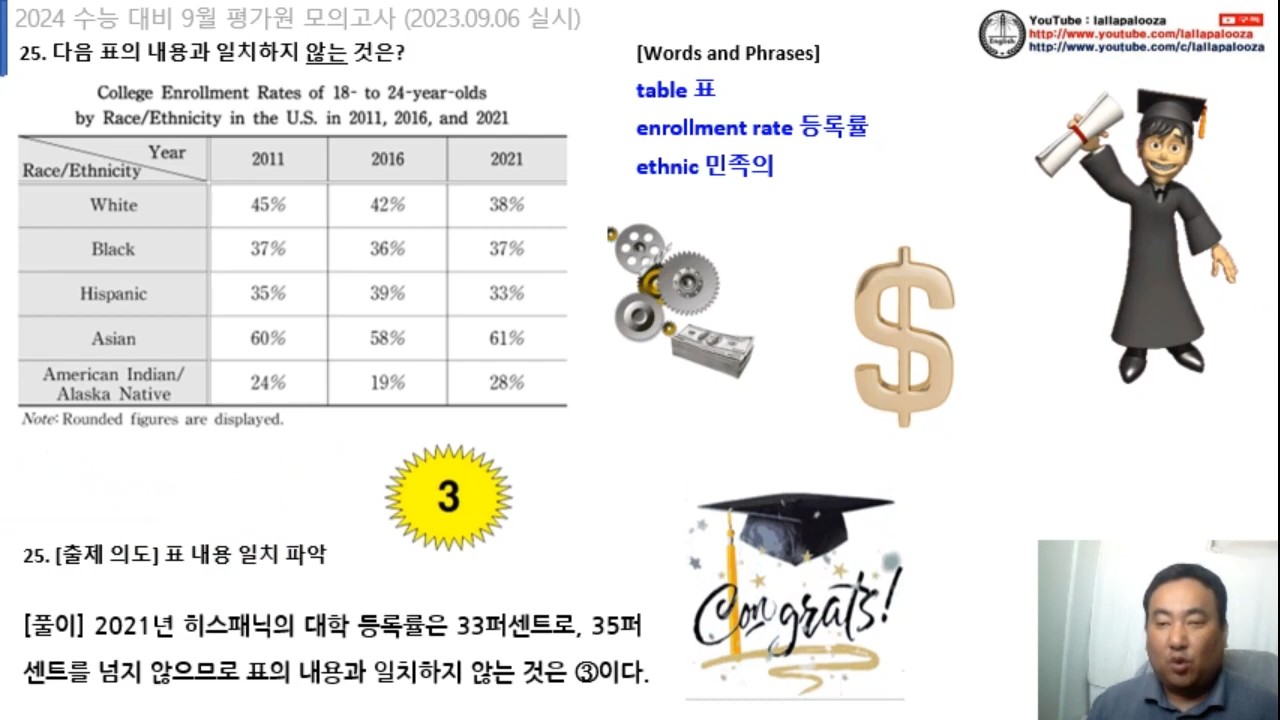 2024 수능 대비 9월 평가원 모의고사 (2023.09.06 실시)
25. 다음 표의 내용과 일치하지 않는 것은?
College Enrollment Rates of 18- to 24-year-olds
by Race/Ethnicity in the U.S. in 2011, 2016, and 2021
Year
Race/Ethnicity
2011 2016 2021
White 45% 42% 38%
Black 37% 36% 37%
Hispanic 35% 39% 33%
Asian 60% 58% 61%
American Indian/
Alaska Native 24% 19% 28%
Note: Rounded figures are displayed.
3
25. [출제 의도] 표 내용 일치 파악
[풀이] 2021년 히스패닉의 대학 등록률은 33퍼센트로, 35퍼
센트를 넘지 않으므로 표의 내용과 일치하지 않는 것은 ③이다.
[Words and Phrases]
table 표
enrollment rate 등록률
ethnic 민족의
Congrats!
English
YouTube : lallapalooza
구독
http://www.youtube.com/lallapalooza
http://www.youtube.com/c/lallapalooza